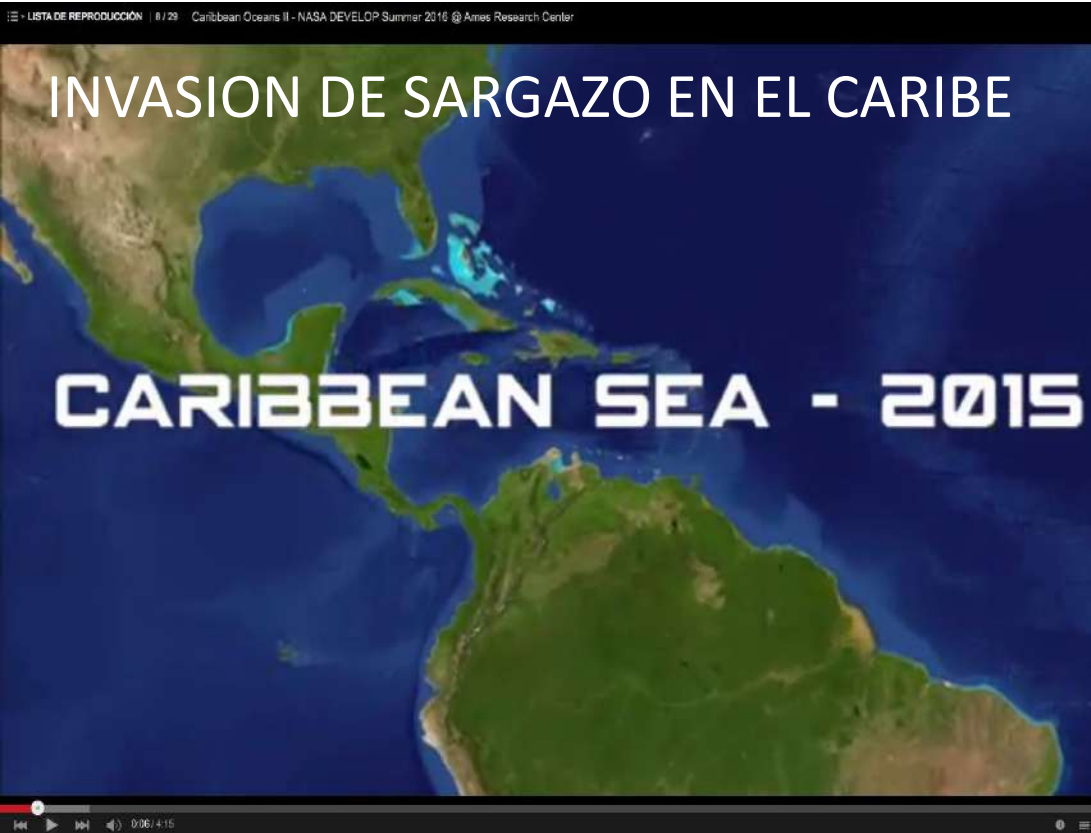 LISTA DE REPRODUCCIÓN | 8 / 29 Caribbean Oceans II - NASA DEVELOP Summer 2016 @ Ames Research Center
INVASION DE SARGAZO EN EL CARIBE
CARIBBEAN SEA - 2015
0:06 / 4:15